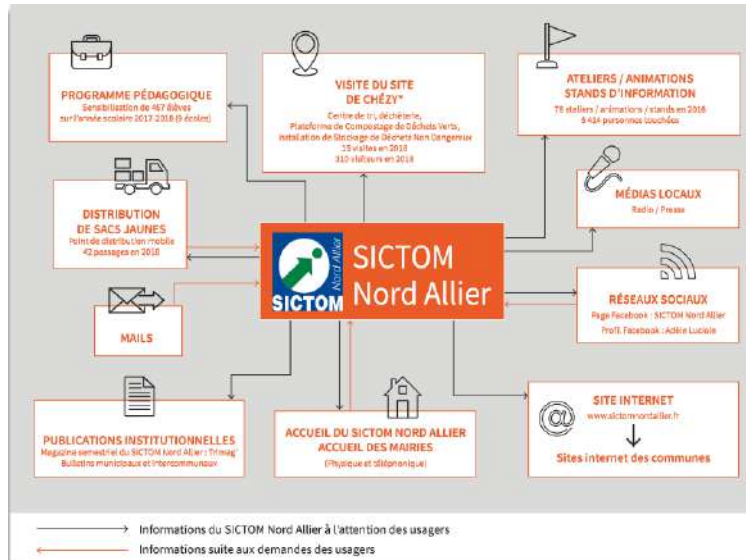 PROGRAMME PÉDAGOGIQUE
Sensibilisation de 467 élèves
sur l'année scolaire 2017-2018 (9 écoles)
VISITE DU SITE
DE CHÉZY*
Centre de tri, déchèterie,
Plateforme de Compostage de Déchets Verts,
Installation de Stockage de Déchets Non Dangereux
15 visites en 2018
310 visiteurs en 2018
ATELIERS / ANIMATIONS
STANDS D'INFORMATION
ateliers / animations / stands en 2018
personnes touchées
DISTRIBUTION
DE SACS JAUNES
Point de distribution mobile
42 passages en 2018
MÉDIAS LOCAUX
Radio / Presse
SICTOM
Nord Allier
SICTOM
Nord Allier
MAILS
RÉSEAUX SOCIAUX
Page Facebook : SICTOM Nord Allier
Profil Facebook : Adèle Luciole
PUBLICATIONS INSTITUTIONNELLES
Magazine semestriel du SICTOM Nord Allier : Trimag'
Bulletins municipaux et intercommunaux
ACCUEIL DU SICTOM NORD ALLIER
ACCUEIL DES MAIRIES
(Physique et téléphonique)
@
SITE INTERNET
www.sictomnordallier.fr
Sites internet des communes
Informations du SICTOM Nord Allier à l'attention des usagers
Informations suite aux demandes des usagers